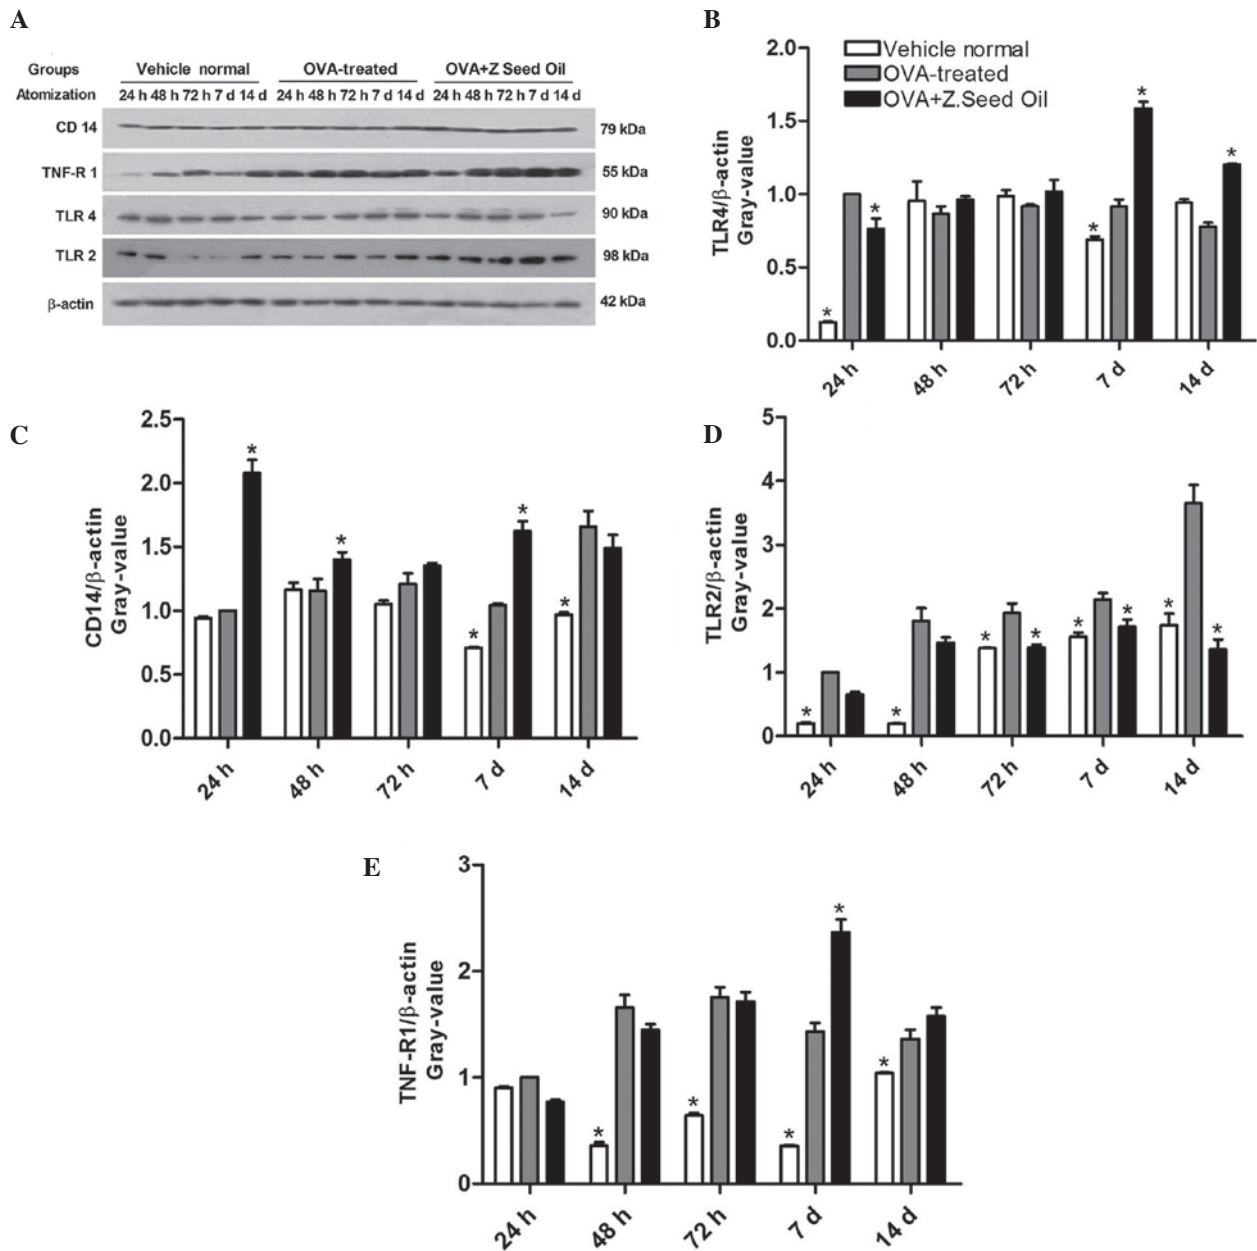 A
Groups Vehicle normal OVA-treated OVA+Z Seed Oil
Atomization 24 h 48 h 72 h 7 d 14 d 24 h 48 h 72 h 7 d 14 d 24 h 48 h 72 h 7 d 14 d
CD 14 79 kDa
TNF-R 1 55 kDa
TLR 4 90 kDa
TLR 2 98 kDa
β-actin 42 kDa
B
Vehicle normal
OVA-treated
OVA+Z.Seed Oil
TLR4/β-actin
Gray-value
2.0
1.5
1.0
0.5
0.0
* * * * *
24 h 48 h 72 h 7 d 14 d
C
CD14/β-actin
Gray-value
2.5
2.0
1.5
1.0
0.5
0.0
* * * * *
24 h 48 h 72 h 7 d 14 d
D
TLR2/β-actin
Gray-value
5
4
3
2
1
0
* * * * * * * *
24 h 48 h 72 h 7 d 14 d
E
TNF-R1/β-actin
Gray-value
3
2
1
0
* * * * *
24 h 48 h 72 h 7 d 14 d